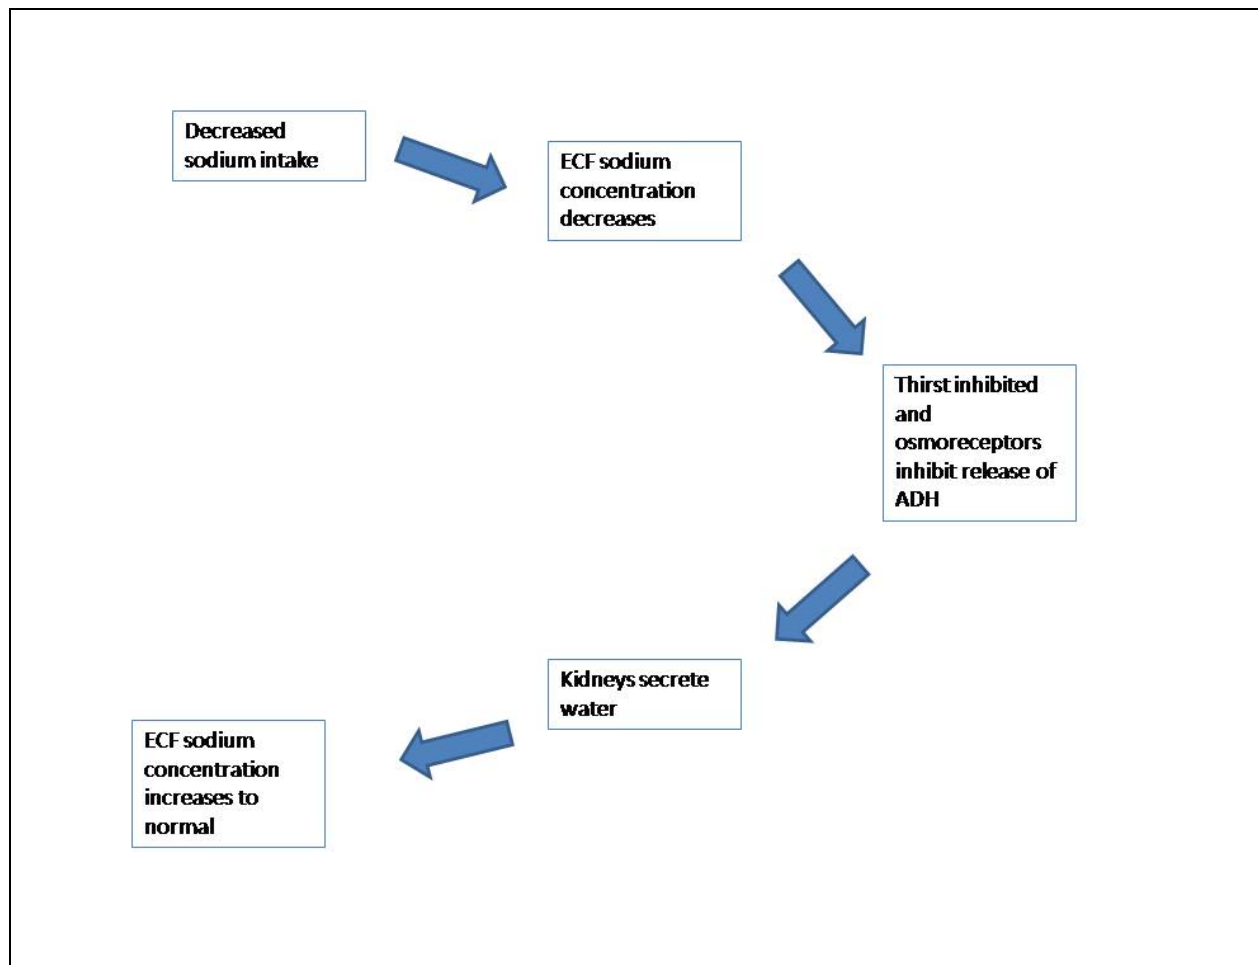 Decreased
sodium intake
ECF sodium
concentration
decreases
Thirst inhibited
and
osmoreceptors
inhibit release of
ADH
Kidneys secrete
water
ECF sodium
concentration
increases to
normal